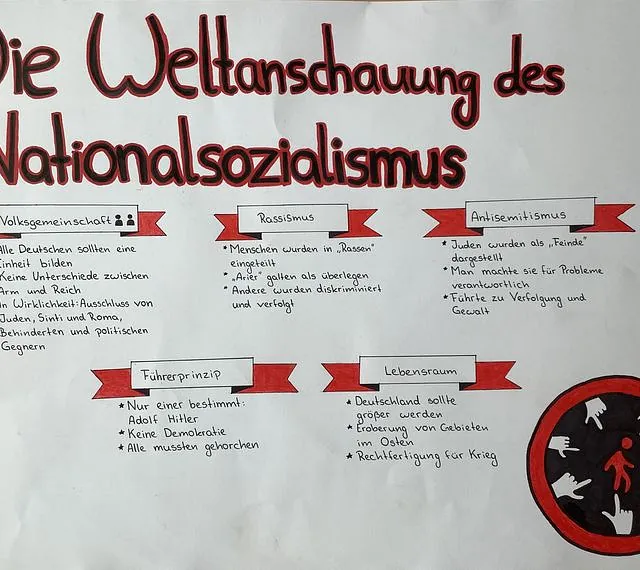 Die Weltanschauung des
Nationalsozialismus
Volksgemeinschaft
Alle Deutschen sollten eine
Einheit bilden
Keine Unterschiede zwischen
Arm und Reich
In Wirklichkeit: Ausschluss von
Juden, Sinti und Roma,
Behinderten und politischen
Gegnern
Rassismus
* Menschen wurden in „Rassen"
eingeteilt
* „Arier" galten als überlegen
* Andere wurden diskriminiert
und verfolgt
Antisemitismus
* Juden wurden als „Feinde"
dargestellt
* Man machte sie für Probleme
verantwortlich
* Führte zu Verfolgung und
Gewalt
Führerprinzip
* Nur einer bestimmt:
Adolf Hitler
* Keine Demokratie
* Alle mussten gehorchen
Lebensraum
* Deutschland sollte
größer werden
* Eroberung von Gebieten
im Osten
* Rechtfertigung für Krieg